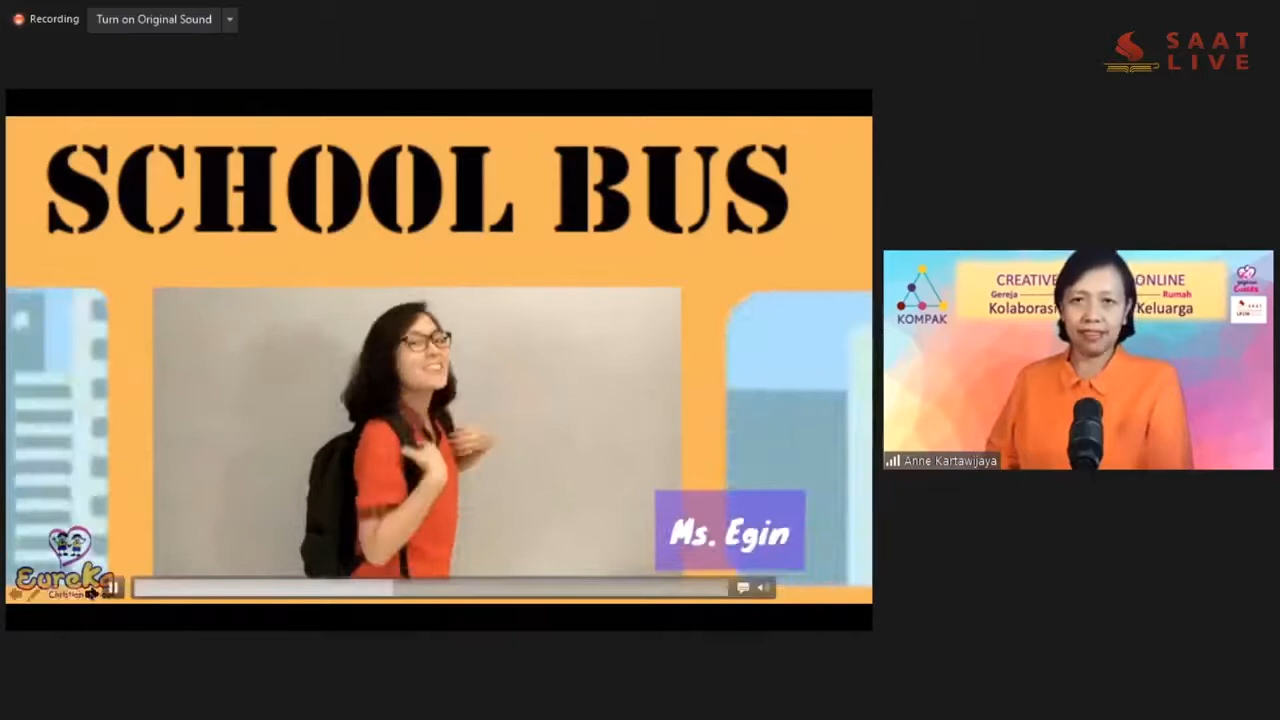 Recording
Turn on Original Sound
SAAT
LIVE
SCHOOL BUS
Ms. Egin
Eureka
Christian
CREATIVE ONLINE
Gereja Rumah
Kolaborasi Keluarga
KOMPAK
Anne Kartawijaya